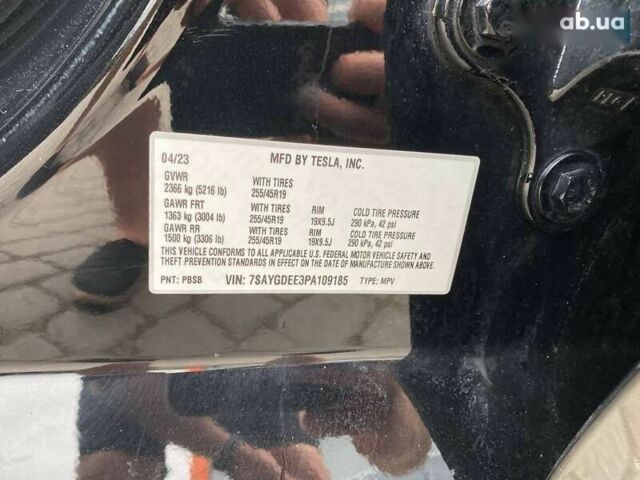 ab.ua
04/23 MFD BY TESLA, INC.
GVWR WITH TIRES
2366 kg (5216 lb) 255/45R19
GAWR FRT WITH TIRES RIM COLD TIRE PRESSURE
1363 kg (3004 lb) 255/45R19 19X9.5J 290 kPa, 42 psi
GAWR RR WITH TIRES RIM COLD TIRE PRESSURE
1500 kg (3306 lb) 255/45R19 19X9.5J 290 kPa, 42 psi
THIS VEHICLE CONFORMS TO ALL APPLICABLE U.S. FEDERAL MOTOR VEHICLE SAFETY AND
THEFT PREVENTION STANDARDS IN EFFECT ON THE DATE OF MANUFACTURE SHOWN ABOVE.
PNT: PBSB VIN: 7SAYGDEE3PA109185 TYPE: MPV